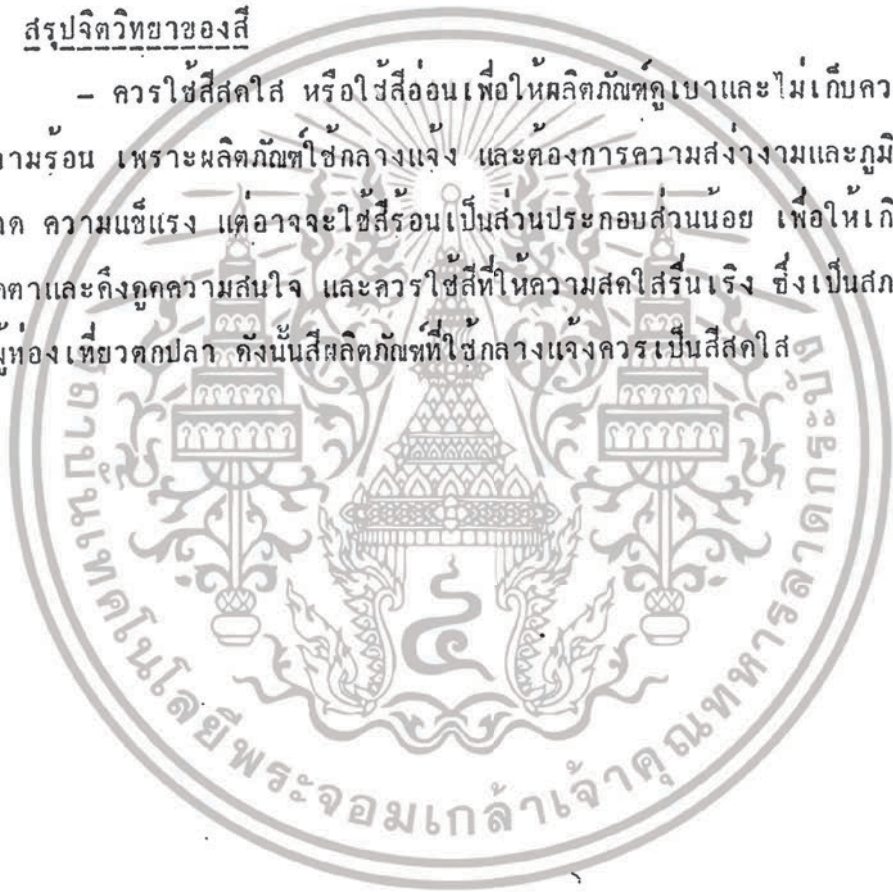 สรุปจิตวิทยาของสี
– ควรใช้สีสดใส หรือใช้สีอ่อนเพื่อให้ผลิตภัณฑ์ดูเบาและไม่เก็บคว
วามร้อน เพราะผลิตภัณฑ์ใช้กลางแจ้ง และต้องการความสง่างามและภูมิ
าด ความแข็แรง แต่อาจจะใช้สีร้อนเป็นส่วนประกอบส่วนน้อย เพื่อให้เกิ
ดตาและดึงดูดความสนใจ และควรใช้สีที่ให้ความสดใสรื่นเริง ซึ่งเป็นสภ
ผู้ท่องเที่ยวตกปลา ดังนั้นสีผลิตภัณฑ์ที่ใช้กลางแจ้งควรเป็นสีสดใส
๔
สถาบันเทคโนโลยีพระจอมเกล้าเจ้าคุณทหารลาดกระบัง